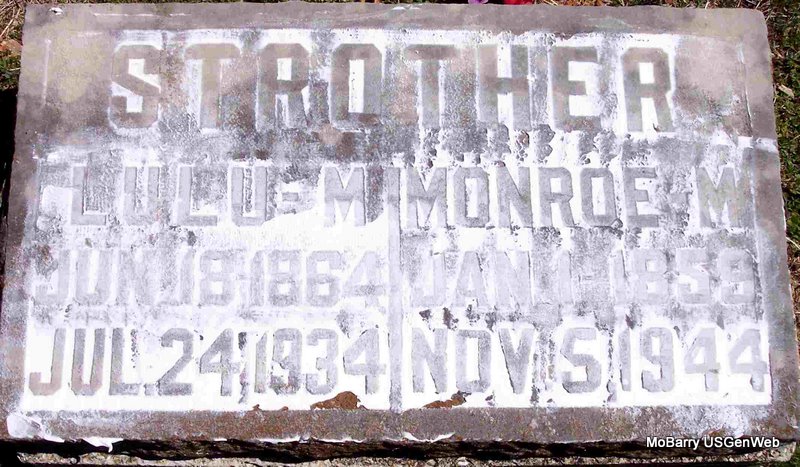 STROTHER
LULU - M MONROE - M
JUN. 18 1864 JAN. 1 - 1858
JUL. 24, 1934 NOV. 5, 1944
MoBarry USGenWeb